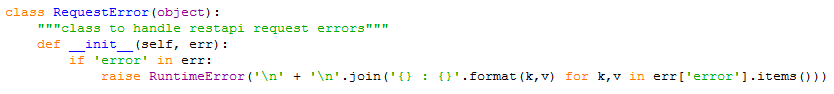 class RequestError(object):
    """class to handle restapi request errors"""
    def __init__(self, err):
        if 'error' in err:
            raise RuntimeError('\n' + '\n'.join('{} : {}'.format(k,v) for k,v in err['error'].items()))